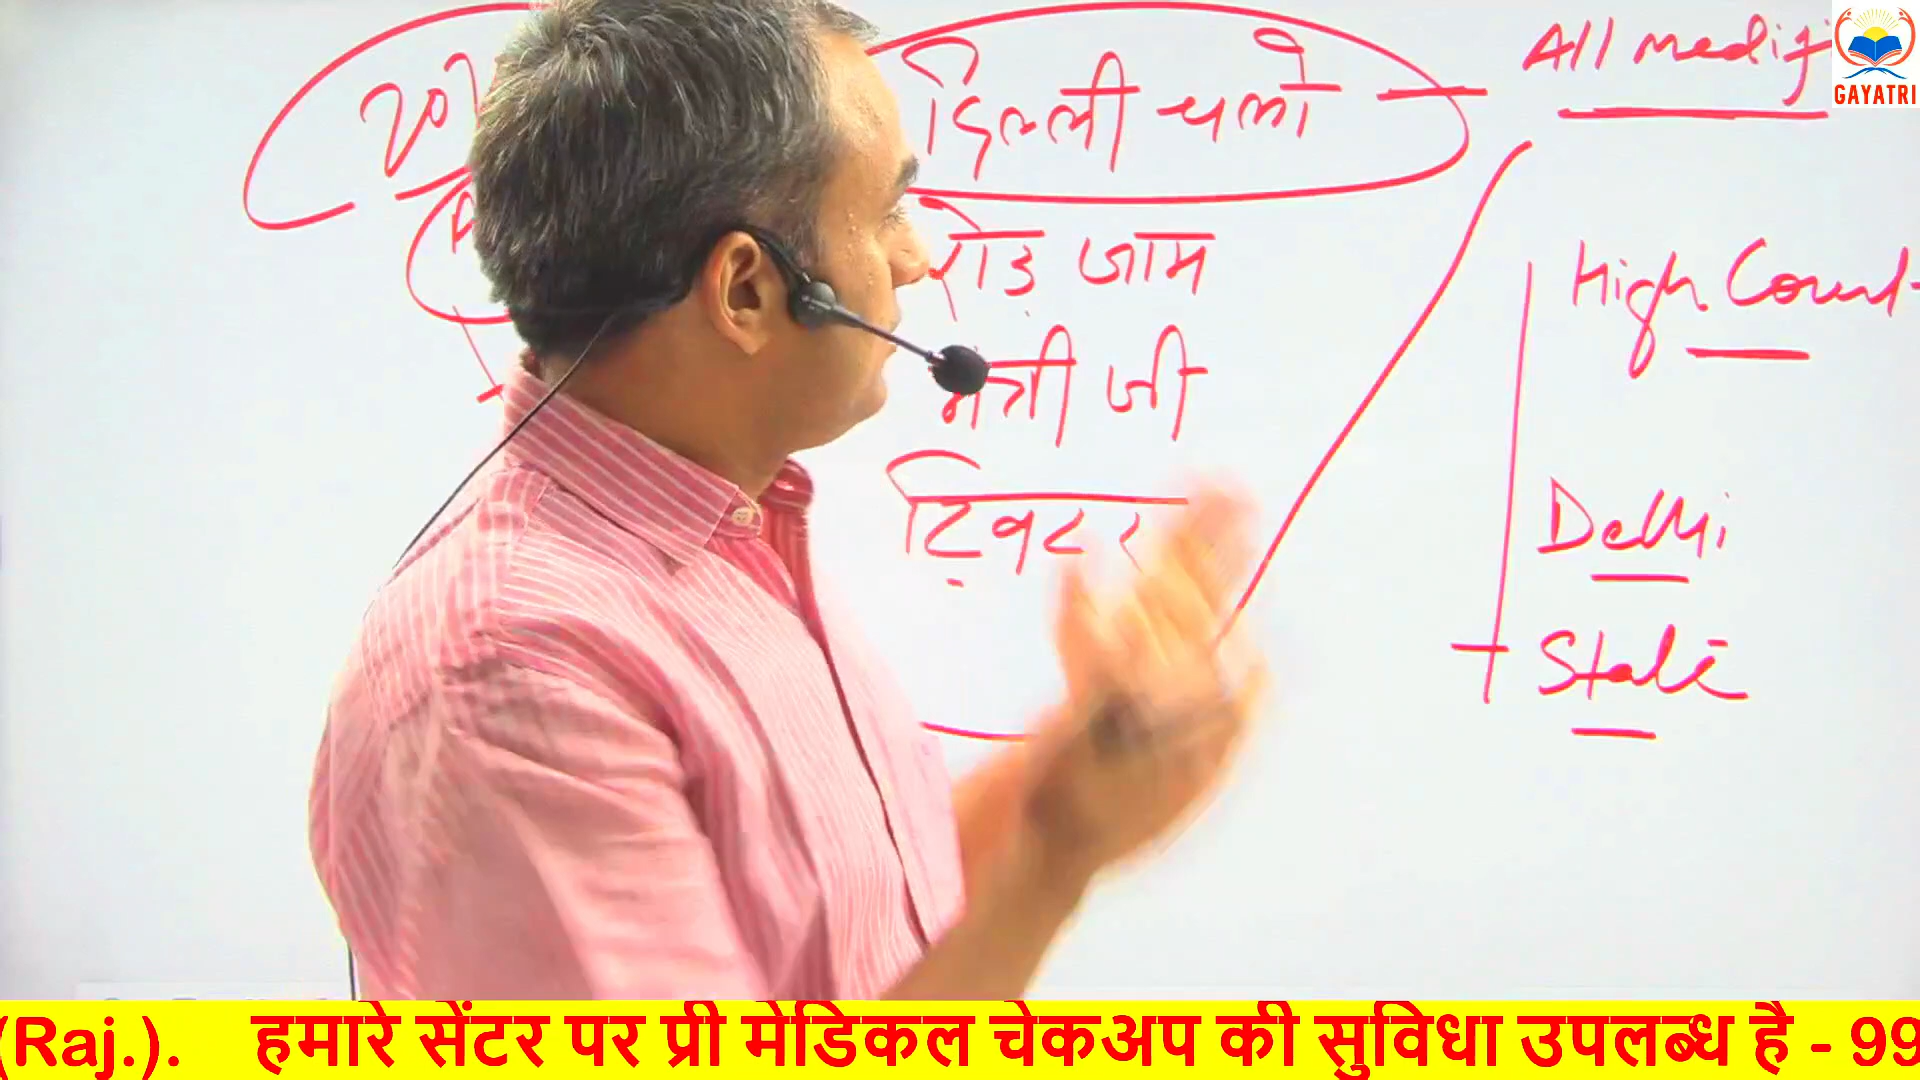 दिल्ली चलो
All medi
GAYATRI
रोड जाम
High Court
मंत्री जी
ट्विटर
Delhi
State
(Raj.). हमारे सेंटर पर प्री मेडिकल चेकअप की सुविधा उपलब्ध है - 99